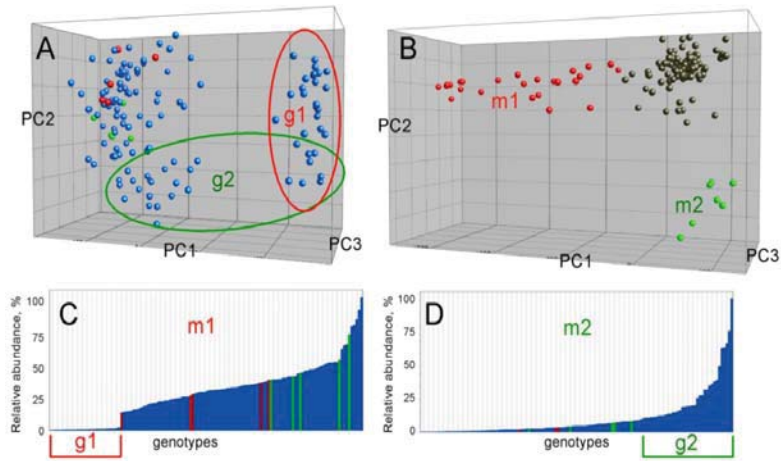 A
PC2
g1
g2
PC1
PC3
B
PC2
m1
m2
PC1
PC3
C
m1
Relative abundance, %
100
75
50
25
0
g1
genotypes
D
m2
Relative abundance, %
100
75
50
25
0
genotypes
g2